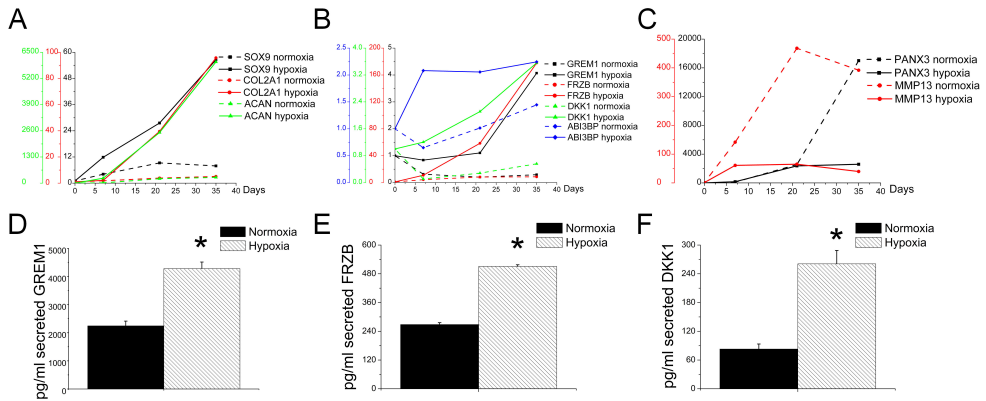 A
6500
5200
3900
2600
1300
0
100
80
60
40
20
0
60
48
36
24
12
0
0 5 10 15 20 25 30 35 40
Days
SOX9 normoxia
SOX9 hypoxia
COL2A1 normoxia
COL2A1 hypoxia
ACAN normoxia
ACAN hypoxia
B
2.5
2.0
1.5
1.0
0.5
0.0
4.0
3.2
2.4
1.6
0.8
0.0
200
160
120
80
40
0
5
4
3
2
1
0
0 5 10 15 20 25 30 35 40
Days
GREM1 normoxia
GREM1 hypoxia
FRZB normoxia
FRZB hypoxia
DKK1 normoxia
DKK1 hypoxia
ABI3BP normoxia
ABI3BP hypoxia
C
500
400
300
200
100
0
20000
16000
12000
8000
4000
0
0 5 10 15 20 25 30 35 40
Days
PANX3 normoxia
PANX3 hypoxia
MMP13 normoxia
MMP13 hypoxia
D
pg/ml secreted GREM1
5000
4000
3000
2000
1000
0
*
Normoxia
Hypoxia
E
pg/ml secreted FRZB
600
480
360
240
120
0
*
Normoxia
Hypoxia
F
pg/ml secreted DKK1
300
240
180
120
60
0
*
Normoxia
Hypoxia